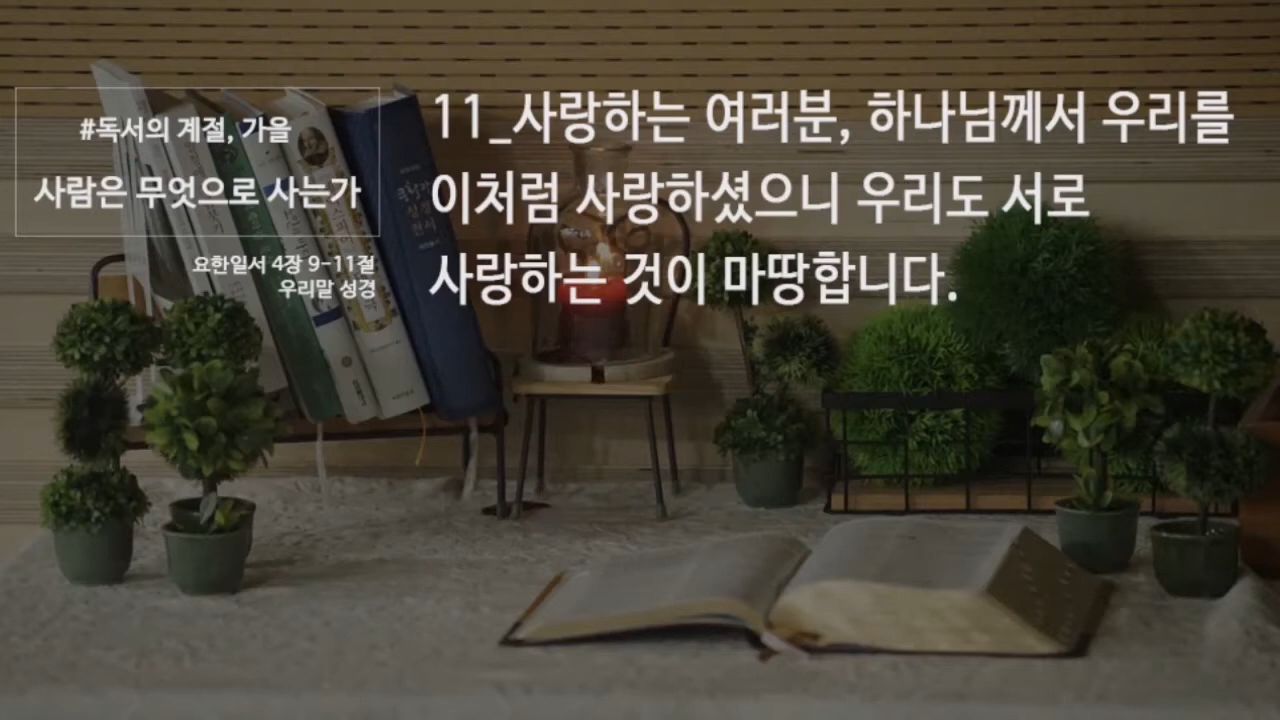 #독서의 계절, 가을
사람은 무엇으로 사는가
요한일서 4장 9-11절
우리말 성경
11_사랑하는 여러분, 하나님께서 우리를
이처럼 사랑하셨으니 우리도 서로
사랑하는 것이 마땅합니다.